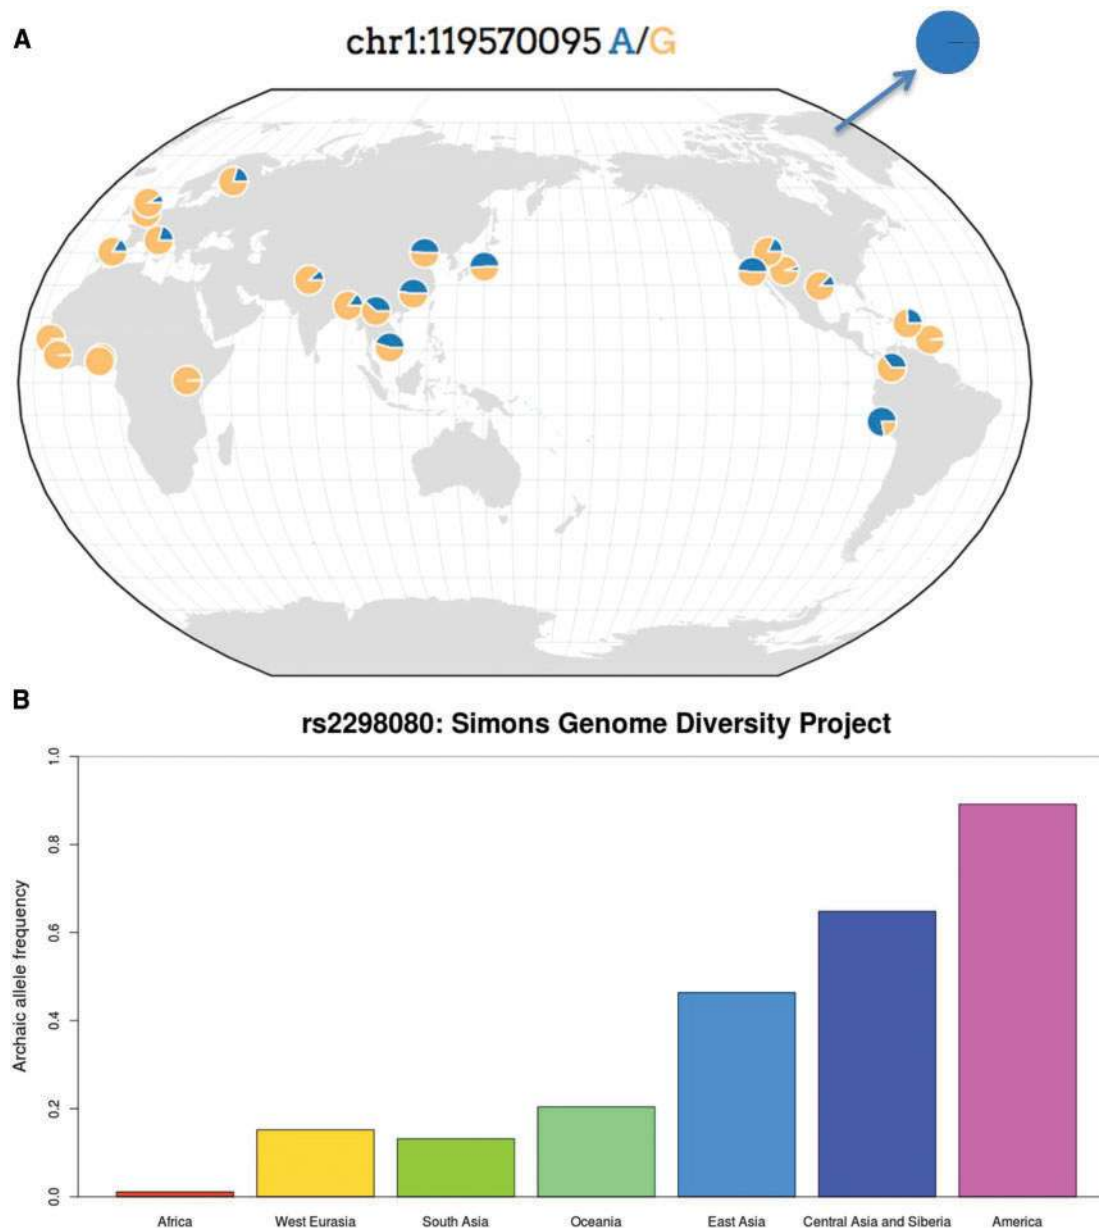 A
chr1:119570095 A/G
B
rs2298080: Simons Genome Diversity Project
Archaic allele frequency
1.0
0.8
0.6
0.4
0.2
0.0
Africa
West Eurasia
South Asia
Oceania
East Asia
Central Asia and Siberia
America